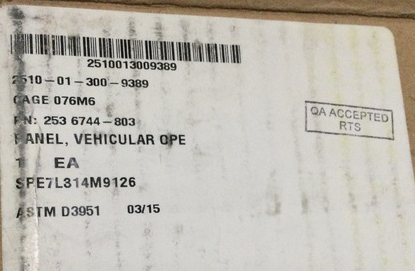 2510013009389
2510-01-300-9389
CAGE 076M6
PN: 253 6744-803
PANEL, VEHICULAR OPE
1 EA
SPE7L314M9126
ASTM D3951 03/15
QA ACCEPTED
RTS